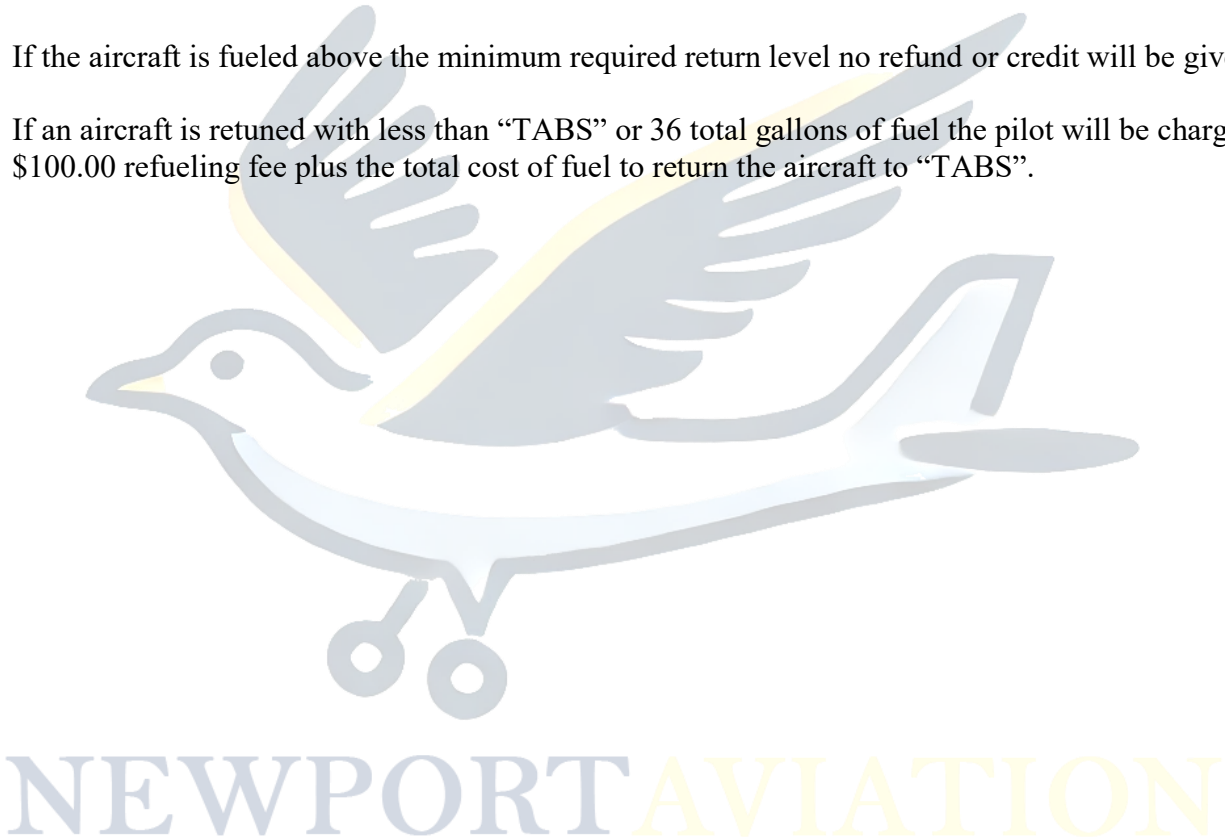 If the aircraft is fueled above the minimum required return level no refund or credit will be give
If an aircraft is retuned with less than “TABS” or 36 total gallons of fuel the pilot will be charg
$100.00 refueling fee plus the total cost of fuel to return the aircraft to “TABS”.
NEWPORTAVIATION